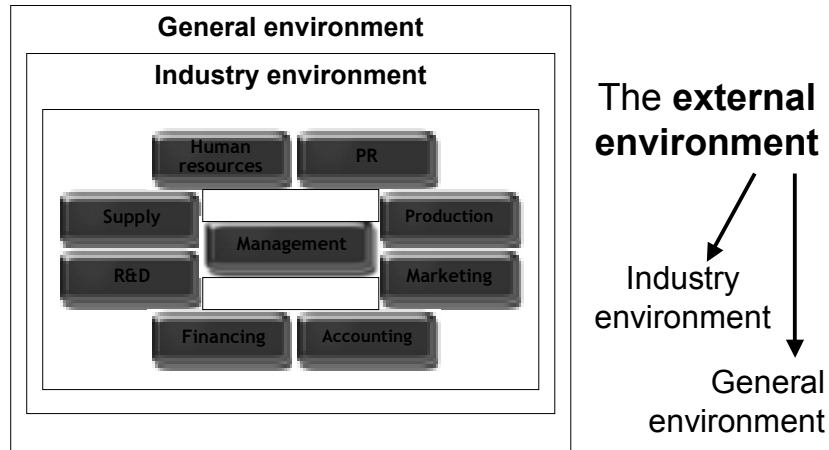 General environment
Industry environment
Human
resources
PR
Supply
Production
Management
R&D
Marketing
Financing
Accounting
The external
environment
Industry
environment
General
environment